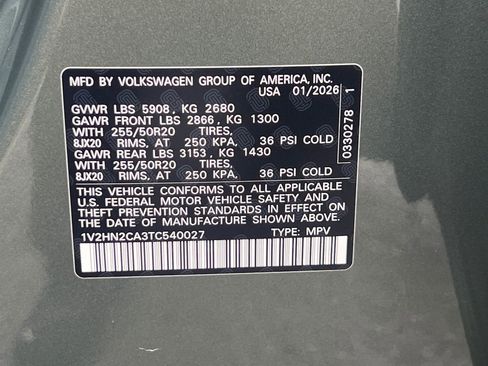 MFD BY VOLKSWAGEN GROUP OF AMERICA, INC.
USA 01/2026
GVWR LBS 5908, KG 2680
GAWR FRONT LBS 2866, KG 1300
WITH 255/50R20 TIRES,
8JX20 RIMS, AT 250 KPA, 36 PSI COLD
GAWR REAR LBS 3153, KG 1430
WITH 255/50R20 TIRES,
8JX20 RIMS, AT 250 KPA, 36 PSI COLD
THIS VEHICLE CONFORMS TO ALL APPLICABLE
U.S. FEDERAL MOTOR VEHICLE SAFETY AND
THEFT PREVENTION STANDARDS IN EFFECT ON
THE DATE OF MANUFACTURE SHOWN ABOVE.
1V2HN2CA3TC540027 TYPE: MPV
0330278 1